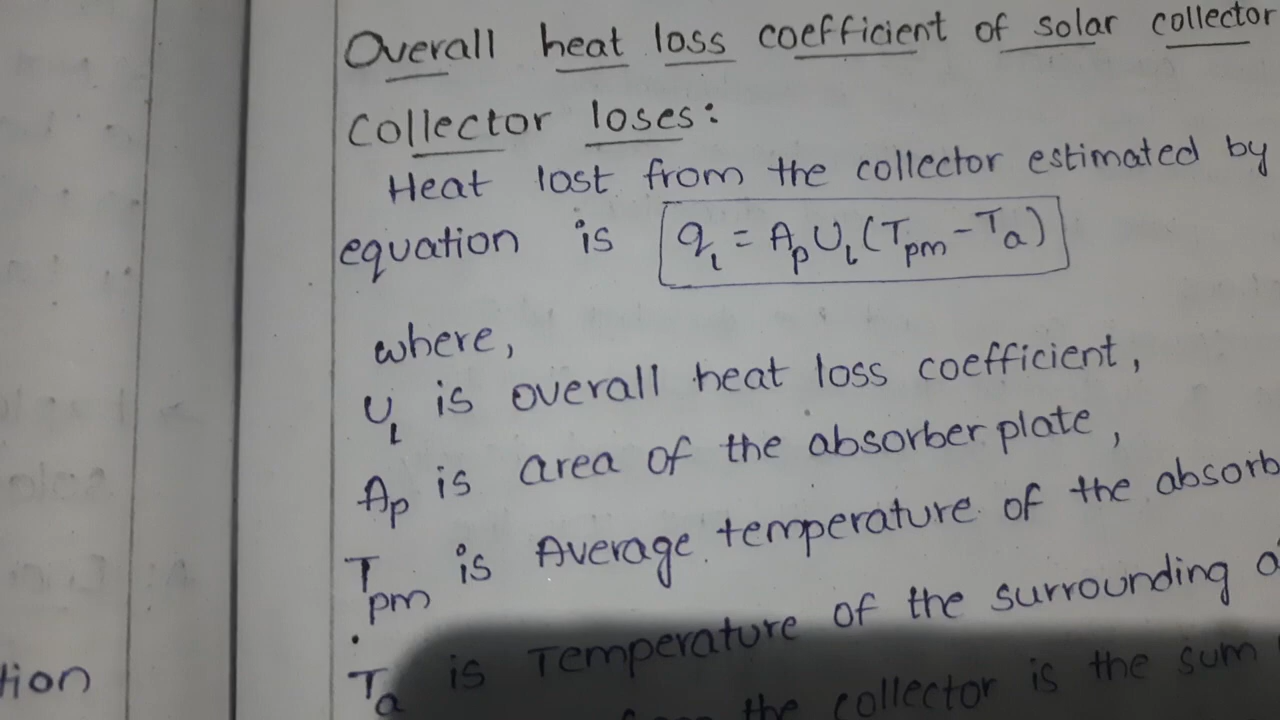 Overall heat loss coefficient of solar collector
collector loses:
Heat lost from the collector estimated by
equation is q_l = A_p U_l (T_pm - T_a)
where,
U_l is overall heat loss coefficient,
A_p is area of the absorber plate,
T_pm is Average temperature of the absorb
T_a is Temperature of the surrounding
the collector is the sum
tion